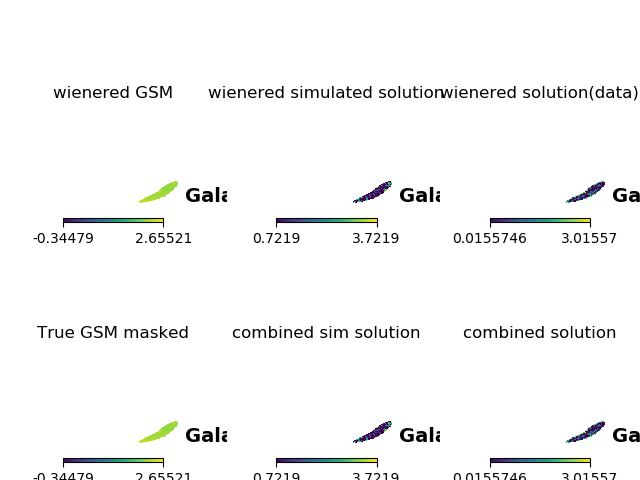 wienered GSM
wienered simulated solution
wienered solution(data)
Gala
Gala
Ga
-0.34479 2.65521
0.7219 3.7219
0.0155746 3.01557
True GSM masked
combined sim solution
combined solution
Gala
Gala
Ga
-0.34479 2.65521
0.7219 3.7219
0.0155746 3.01557